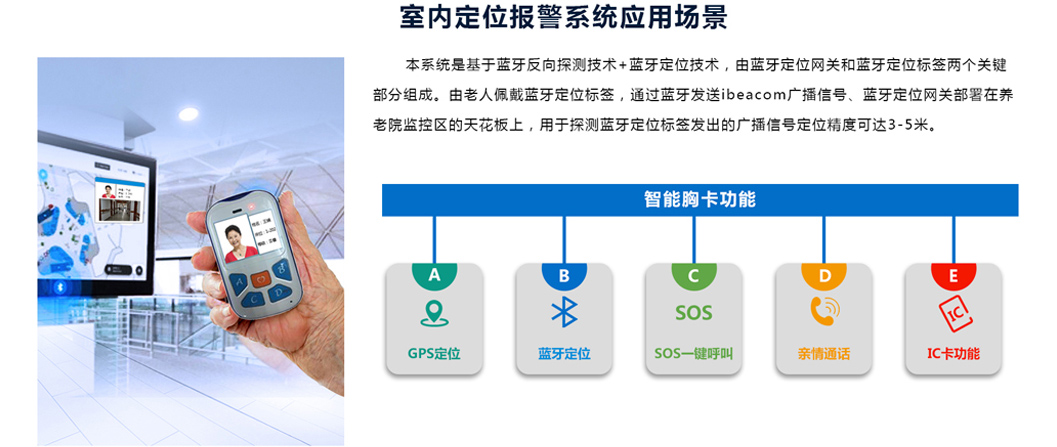 室内定位报警系统应用场景
本系统是基于蓝牙反向探测技术+蓝牙定位技术，由蓝牙定位网关和蓝牙定位标签两个关键
部分组成。由老人佩戴蓝牙定位标签，通过蓝牙发送ibeacom广播信号、蓝牙定位网关部署在养
老院监控区的天花板上，用于探测蓝牙定位标签发出的广播信号定位精度可达3-5米。
智能胸卡功能
A
B
C
D
E
SOS
IC
GPS定位
蓝牙定位
SOS一键呼叫
亲情通话
IC卡功能
A
B
C
D